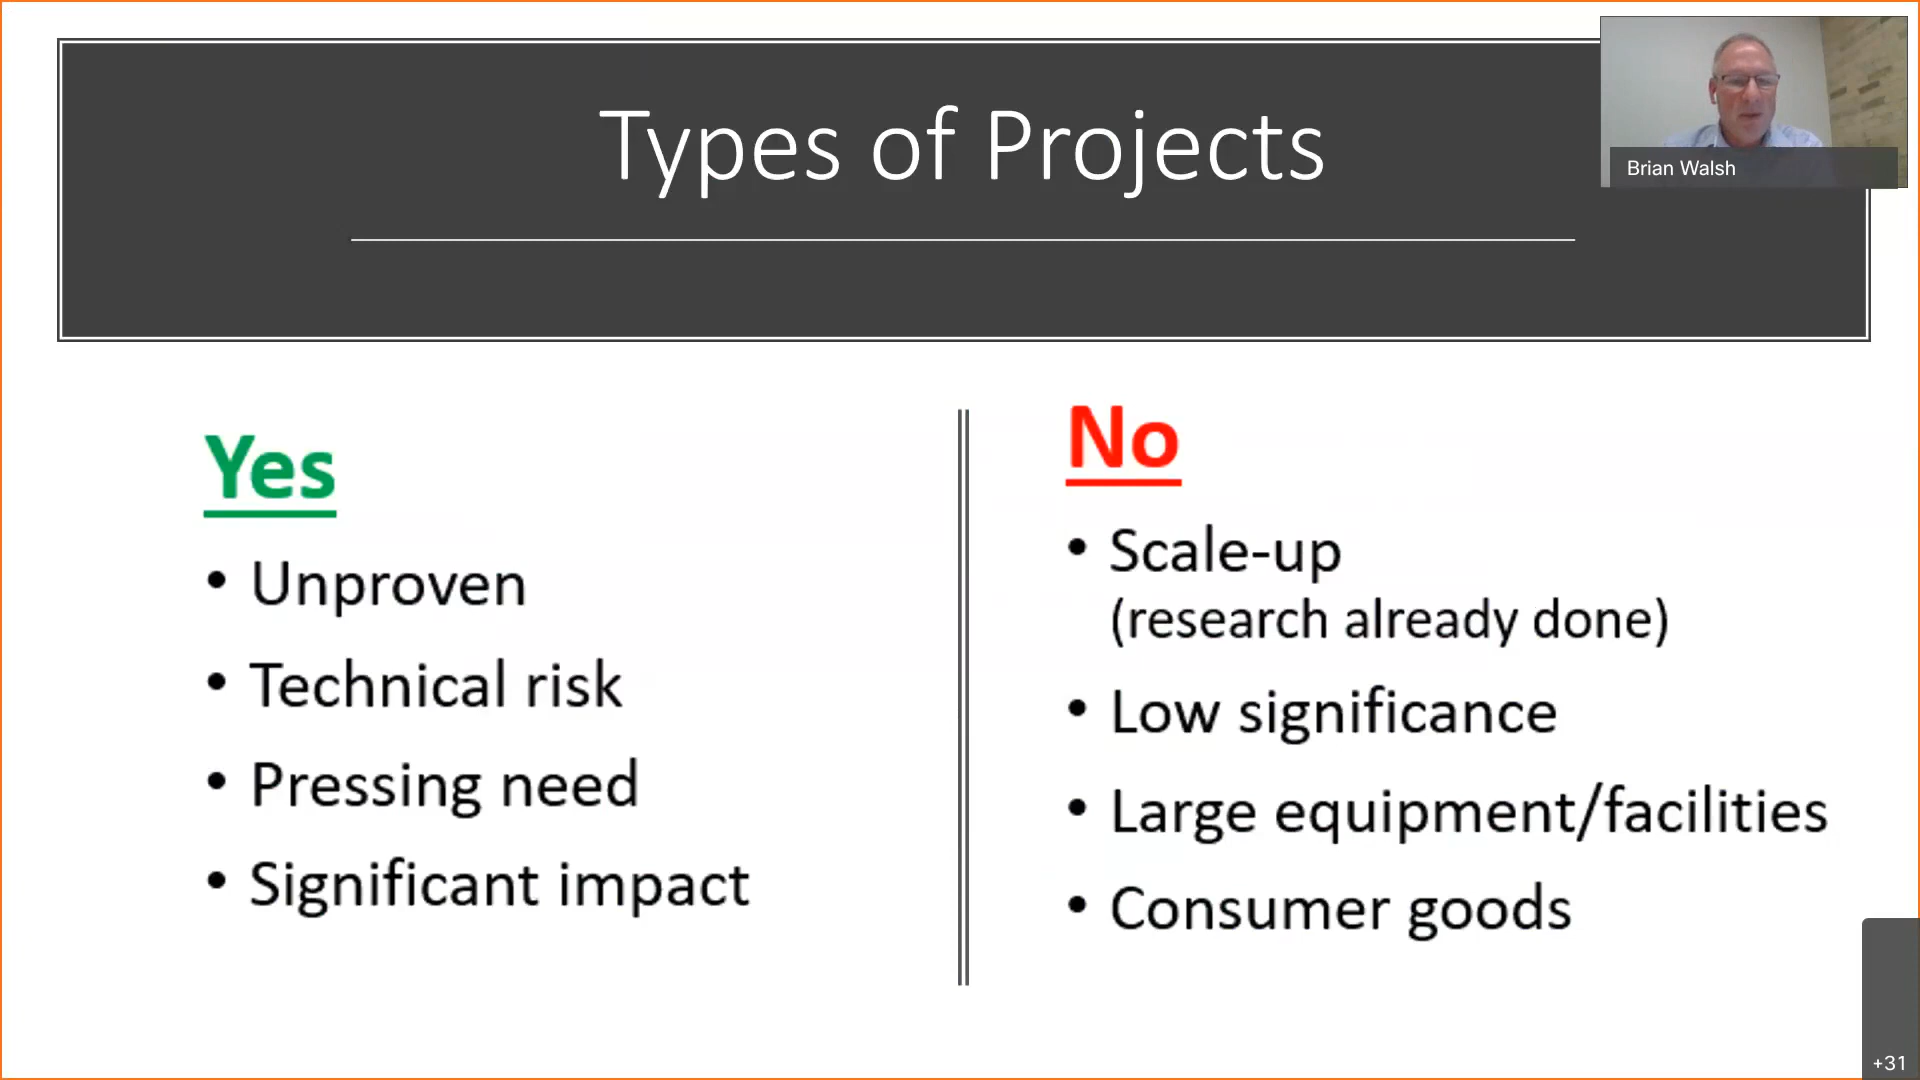 Types of Projects
Brian Walsh
Yes
• Unproven
• Technical risk
• Pressing need
• Significant impact
No
• Scale-up
(research already done)
• Low significance
• Large equipment/facilities
• Consumer goods
+31